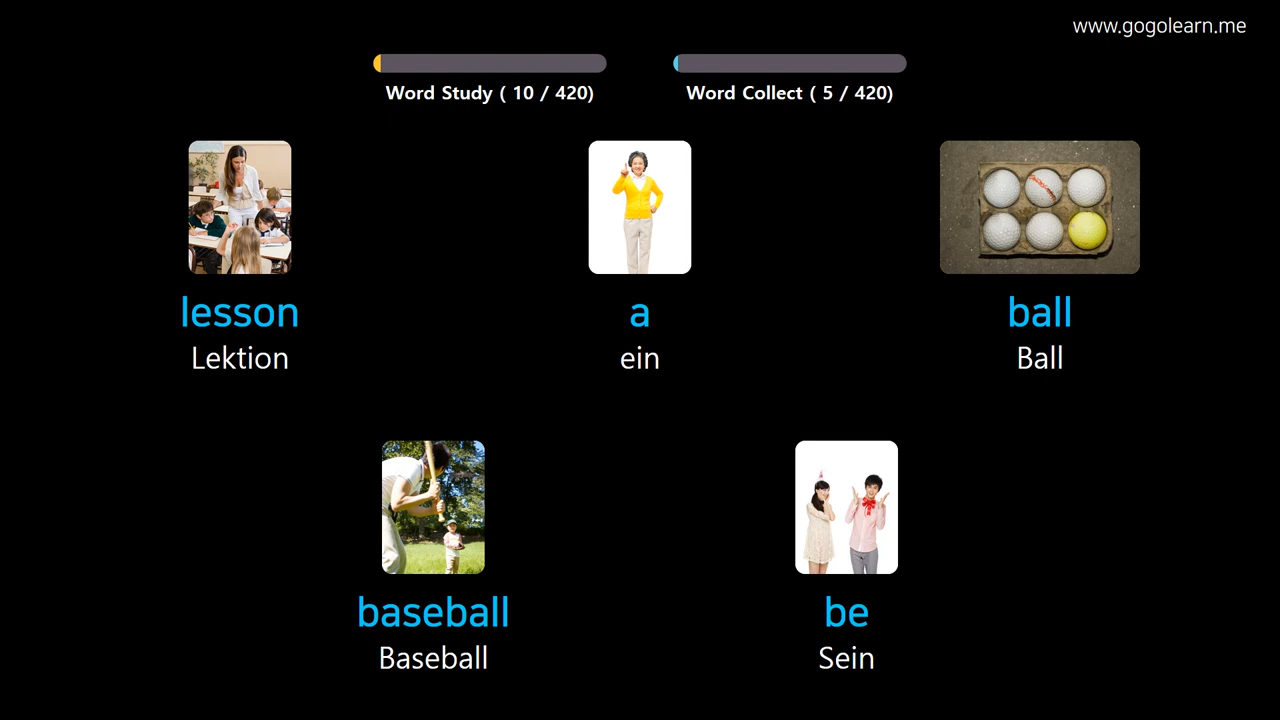 www.gogolearn.me
Word Study ( 10 / 420)
Word Collect ( 5 / 420)
lesson
Lektion
a
ein
ball
Ball
baseball
Baseball
be
Sein